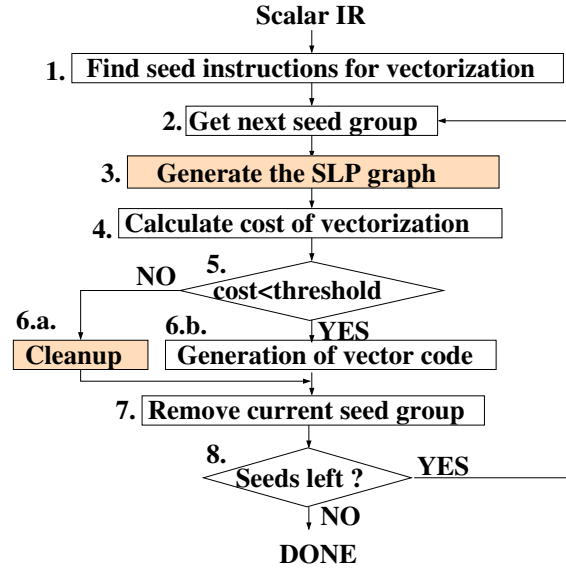 Scalar IR
1. Find seed instructions for vectorization
2. Get next seed group
3. Generate the SLP graph
4. Calculate cost of vectorization
5.
NO
cost<threshold
6.a. 6.b. YES
Cleanup Generation of vector code
7. Remove current seed group
8. YES
Seeds left ?
NO
DONE